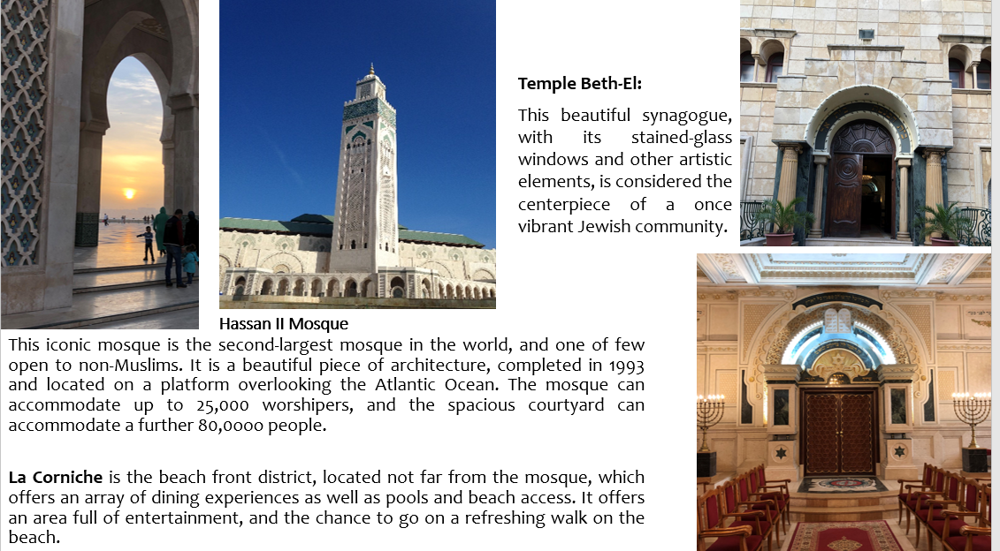 Temple Beth-El:
This beautiful synagogue,
with its stained-glass
windows and other artistic
elements, is considered the
centerpiece of a once
vibrant Jewish community.
Hassan II Mosque
This iconic mosque is the second-largest mosque in the world, and one of few
open to non-Muslims. It is a beautiful piece of architecture, completed in 1993
and located on a platform overlooking the Atlantic Ocean. The mosque can
accommodate up to 25,000 worshipers, and the spacious courtyard can
accommodate a further 80,0000 people.
La Corniche is the beach front district, located not far from the mosque, which
offers an array of dining experiences as well as pools and beach access. It offers
an area full of entertainment, and the chance to go on a refreshing walk on the
beach.